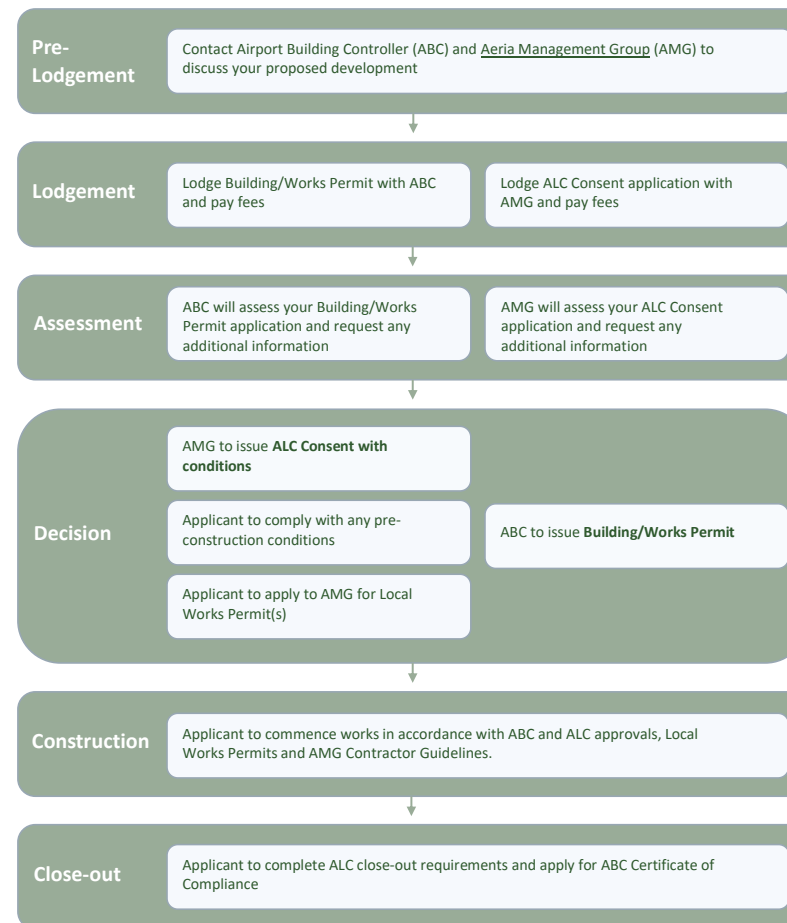 Pre-
Lodgement
Contact Airport Building Controller (ABC) and Aeria Management Group (AMG) to
discuss your proposed development
Lodgement
Lodge Building/Works Permit with ABC
and pay fees
Lodge ALC Consent application with
AMG and pay fees
Assessment
ABC will assess your Building/Works
Permit application and request any
additional information
AMG will assess your ALC Consent
application and request any
additional information
Decision
AMG to issue ALC Consent with
conditions
Applicant to comply with any pre-
construction conditions
Applicant to apply to AMG for Local
Works Permit(s)
ABC to issue Building/Works Permit
Construction
Applicant to commence works in accordance with ABC and ALC approvals, Local
Works Permits and AMG Contractor Guidelines.
Close-out
Applicant to complete ALC close-out requirements and apply for ABC Certificate of
Compliance